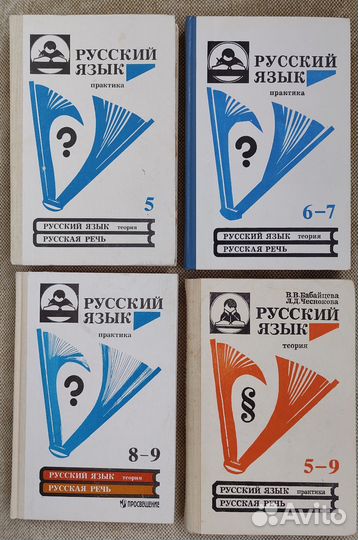 РУССКИЙ
ЯЗЫК
практика
?
5
РУССКИЙ ЯЗЫК теория
РУССКАЯ РЕЧЬ
РУССКИЙ
ЯЗЫК
практика
?
6-7
РУССКИЙ ЯЗЫК теория
РУССКАЯ РЕЧЬ
РУССКИЙ
ЯЗЫК
практика
?
8-9
РУССКИЙ ЯЗЫК теория
РУССКАЯ РЕЧЬ
ПРОСВЕЩЕНИЕ
В.В.Бабайцева
Л.Д.Чеснокова
РУССКИЙ
ЯЗЫК
теория
§
5-9
РУССКИЙ ЯЗЫК практика
РУССКАЯ РЕЧЬ
Avito